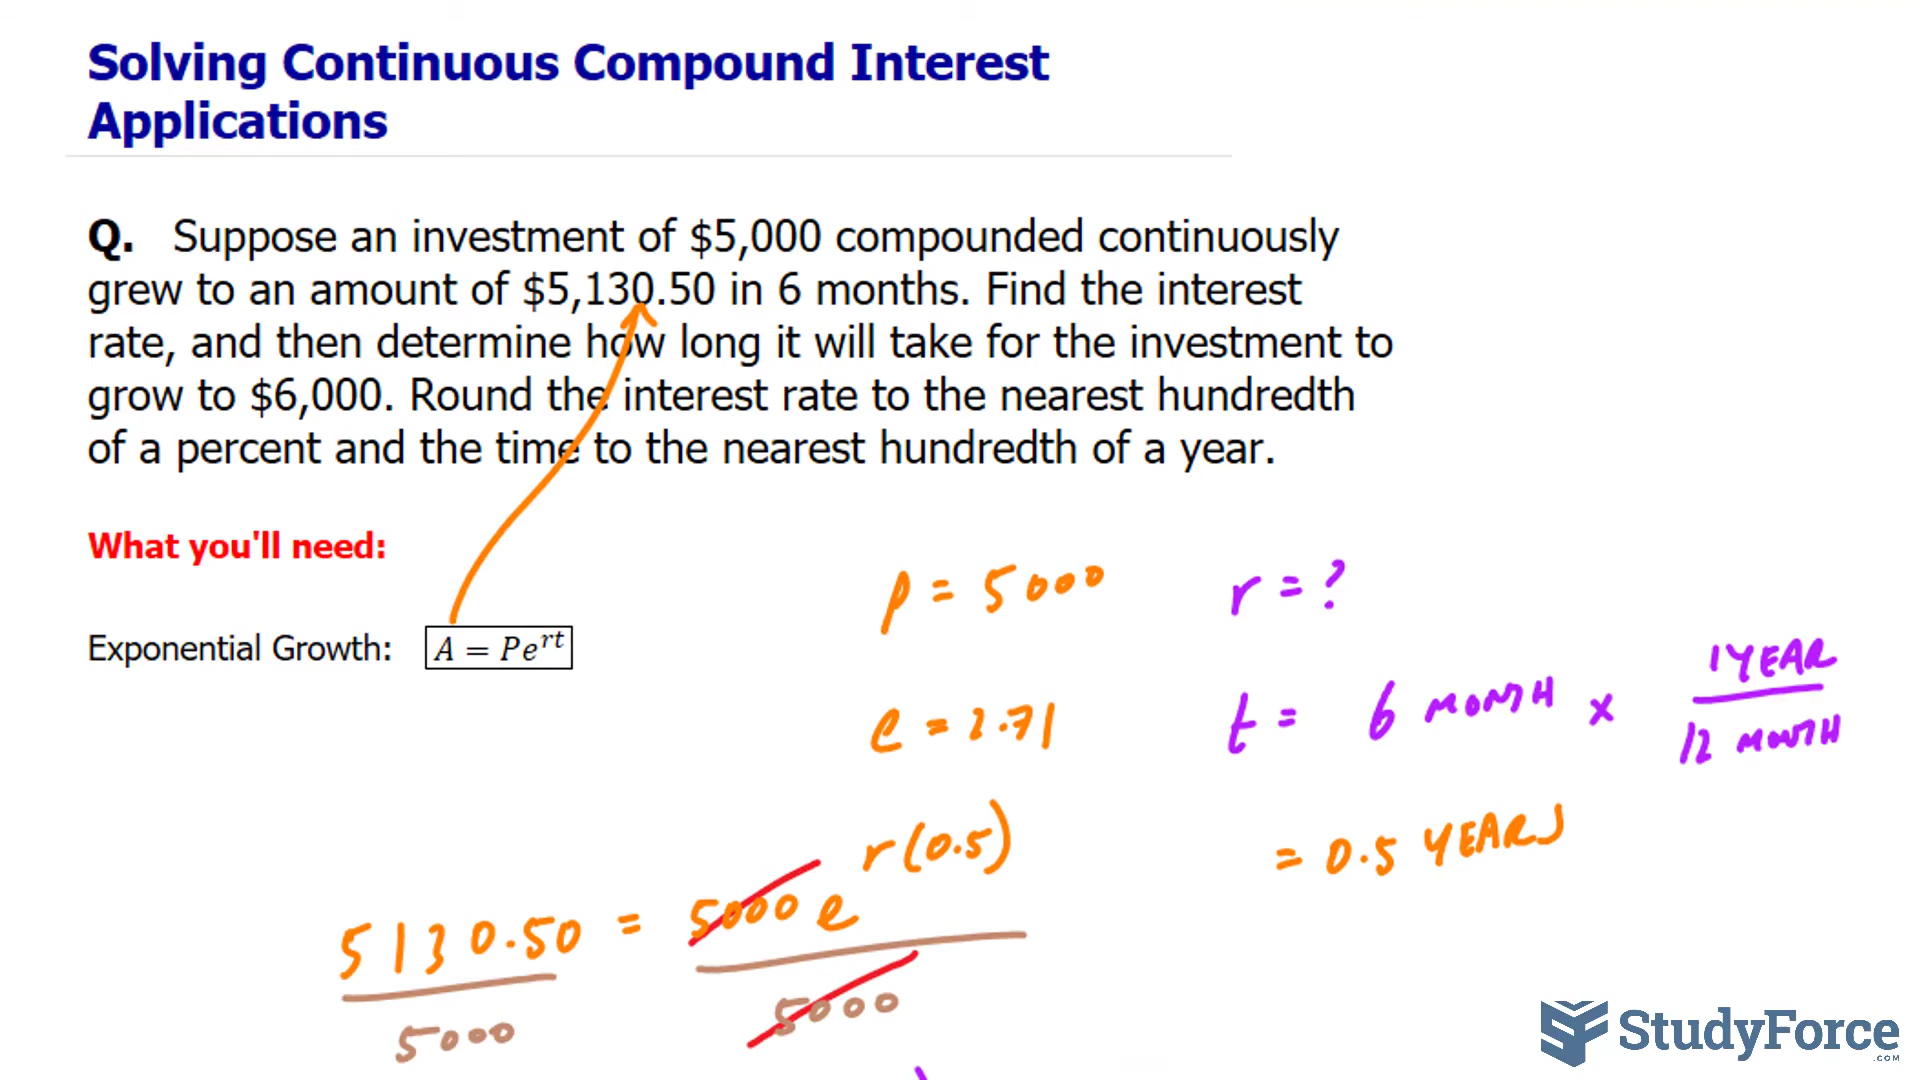 Solving Continuous Compound Interest
Applications
Q. Suppose an investment of $5,000 compounded continuously
grew to an amount of $5,130.50 in 6 months. Find the interest
rate, and then determine how long it will take for the investment to
grow to $6,000. Round the interest rate to the nearest hundredth
of a percent and the time to the nearest hundredth of a year.
What you'll need:
Exponential Growth: A = Pe^{rt}
P = 5000
r = ?
e = 2.71
t = 6 MONTH x 1 YEAR / 12 MONTH
= 0.5 YEARS
5130.50 = 5000 e^{r(0.5)}
5000 5000
StudyForce
.COM